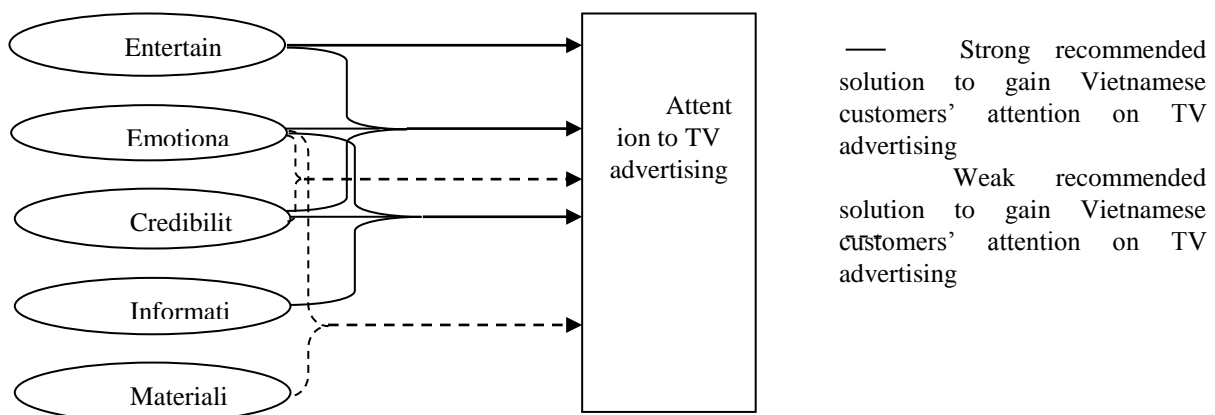 Entertain
Emotiona
Credibilit
Informati
Materiali
Attent
ion to TV
advertising
Strong recommended
solution to gain Vietnamese
customers’ attention on TV
advertising
Weak recommended
solution to gain Vietnamese
customers’ attention on TV
advertising